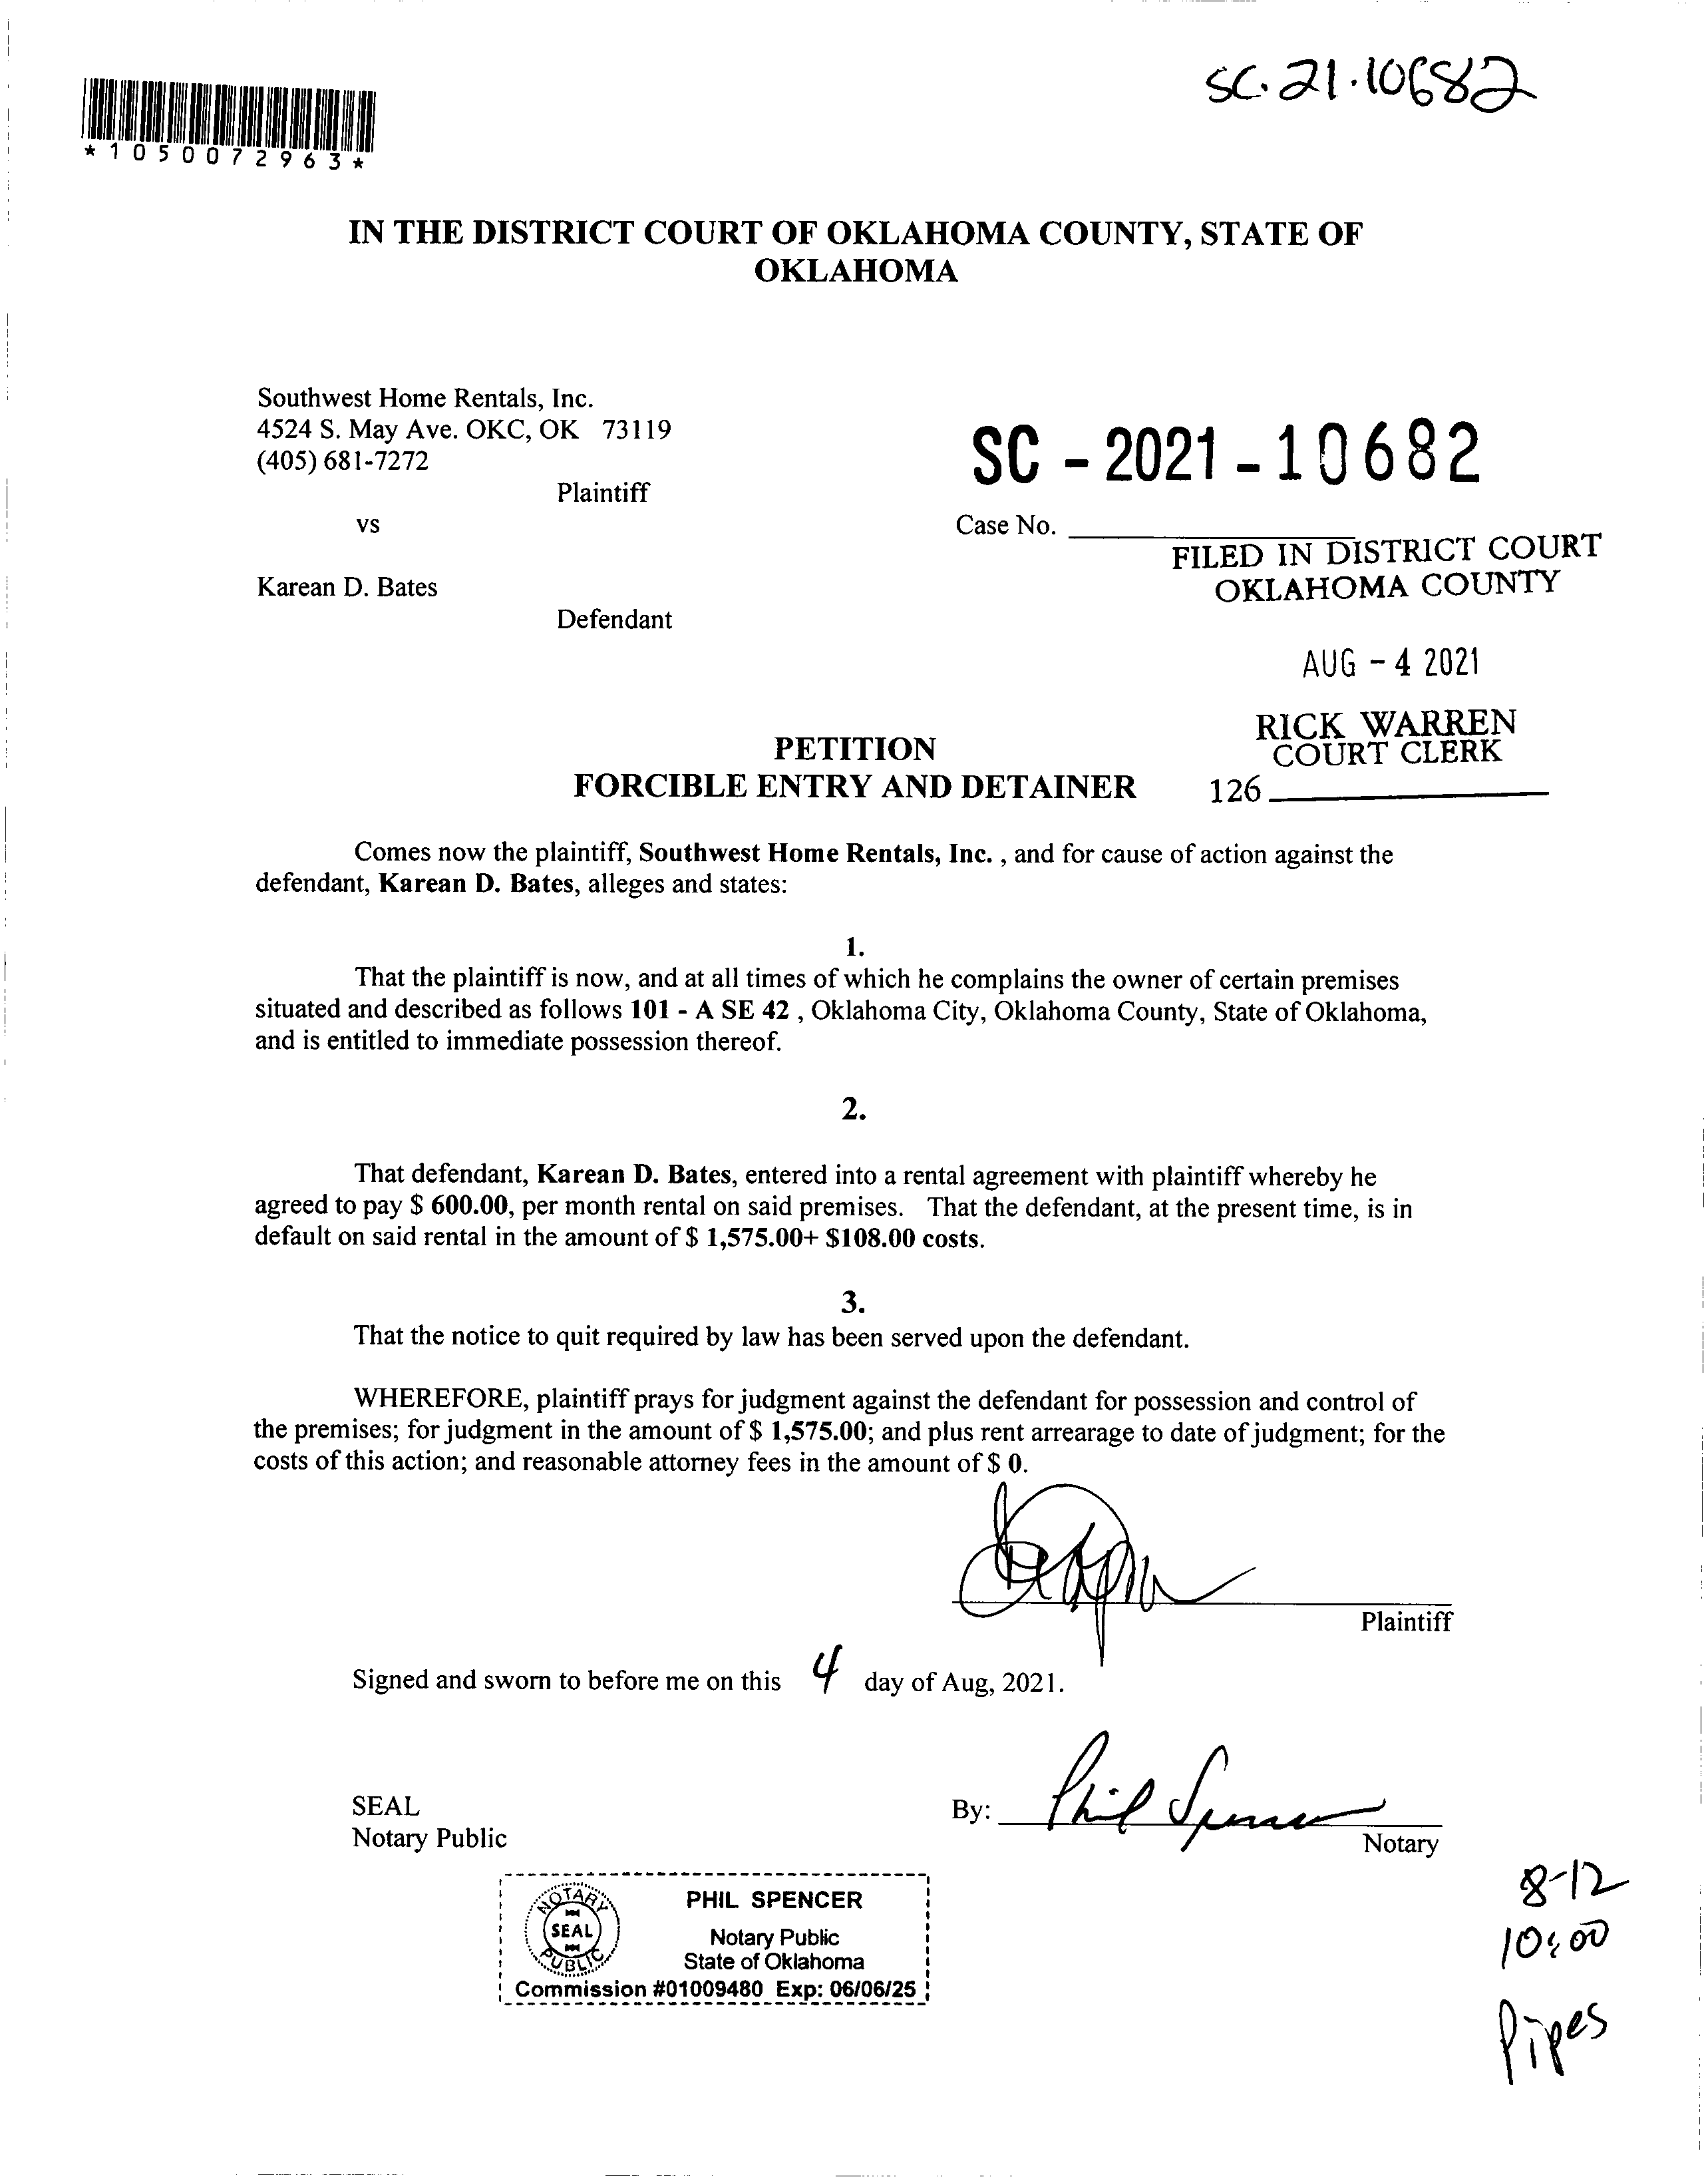 SC.21.10682
*1050072963*
IN THE DISTRICT COURT OF OKLAHOMA COUNTY, STATE OF
OKLAHOMA
Southwest Home Rentals, Inc.
4524 S. May Ave. OKC, OK 73119
(405) 681-7272
Plaintiff
vs
Karean D. Bates
Defendant
SC - 2021 - 10682
Case No.
FILED IN DISTRICT COURT
OKLAHOMA COUNTY
AUG - 4 2021
RICK WARREN
COURT CLERK
126
PETITION
FORCIBLE ENTRY AND DETAINER
Comes now the plaintiff, Southwest Home Rentals, Inc. , and for cause of action against the
defendant, Karean D. Bates, alleges and states:
1.
That the plaintiff is now, and at all times of which he complains the owner of certain premises
situated and described as follows 101 - A SE 42 , Oklahoma City, Oklahoma County, State of Oklahoma,
and is entitled to immediate possession thereof.
2.
That defendant, Karean D. Bates, entered into a rental agreement with plaintiff whereby he
agreed to pay $ 600.00, per month rental on said premises. That the defendant, at the present time, is in
default on said rental in the amount of $ 1,575.00+ $108.00 costs.
3.
That the notice to quit required by law has been served upon the defendant.
WHEREFORE, plaintiff prays for judgment against the defendant for possession and control of
the premises; for judgment in the amount of $ 1,575.00; and plus rent arrearage to date of judgment; for the
costs of this action; and reasonable attorney fees in the amount of $ 0.
Plaintiff
Signed and sworn to before me on this 4 day of Aug, 2021.
SEAL
Notary Public
By: Phil Spencer
Notary
NOTARY
SEAL
PUBLIC
PHIL SPENCER
Notary Public
State of Oklahoma
Commission #01009480 Exp: 06/06/25
8-12
10:00
Pipes